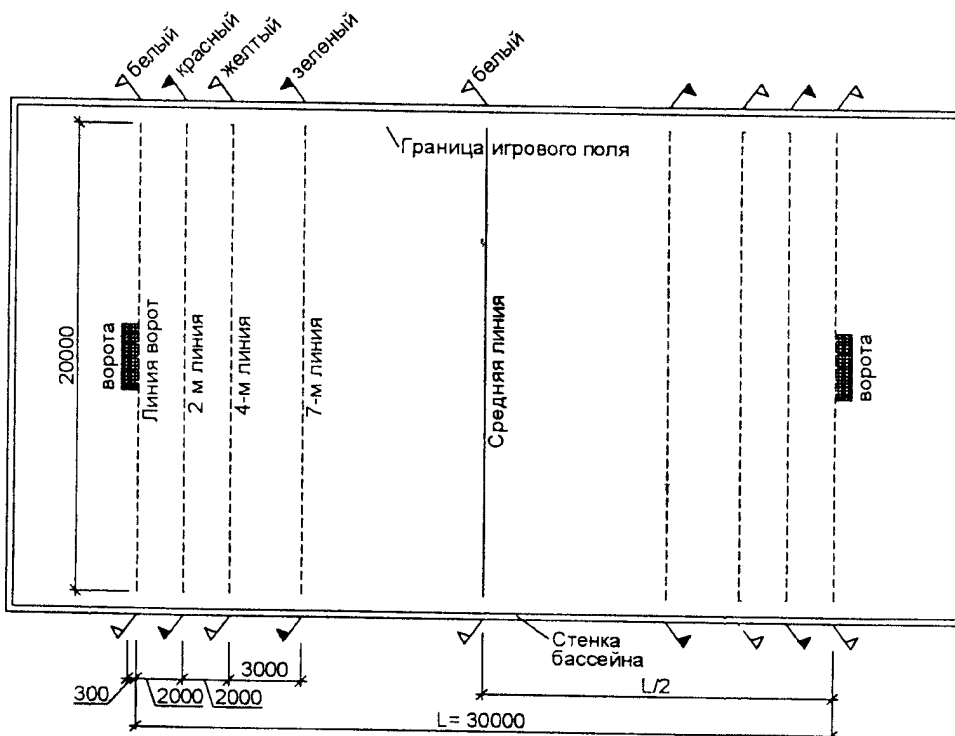 белый
красный
желтый
зеленый
белый
Граница игрового поля
20000
ворота
Линия ворот
2 м линия
4-м линия
7-м линия
Средняя линия
ворота
Стенка
бассейна
300
2000
2000
3000
L/2
L= 30000